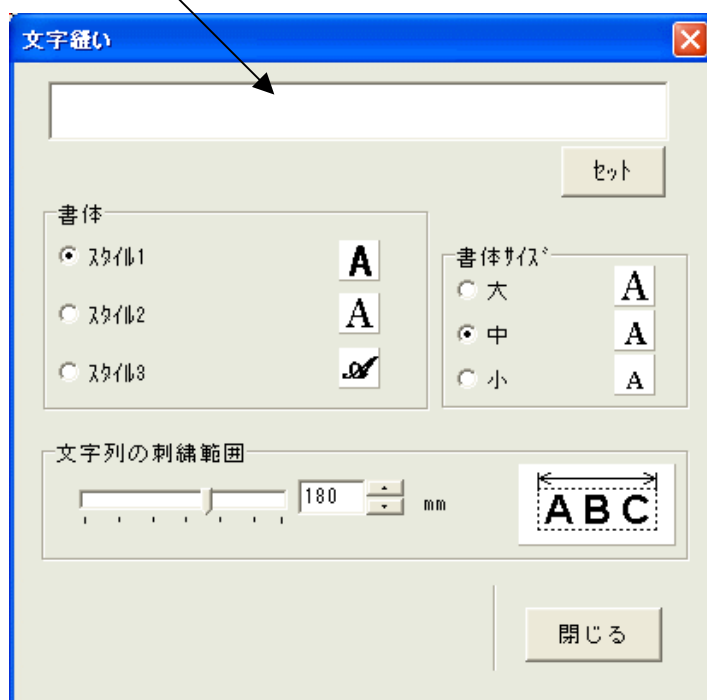 文字縫い
ｾｯﾄ
書体
ｽﾀｲﾙ1
A
ｽﾀｲﾙ2
A
ｽﾀｲﾙ3
A
書体ｻｲｽﾞ
大
A
中
A
小
A
文字列の刺繍範囲
180
mm
ABC
閉じる